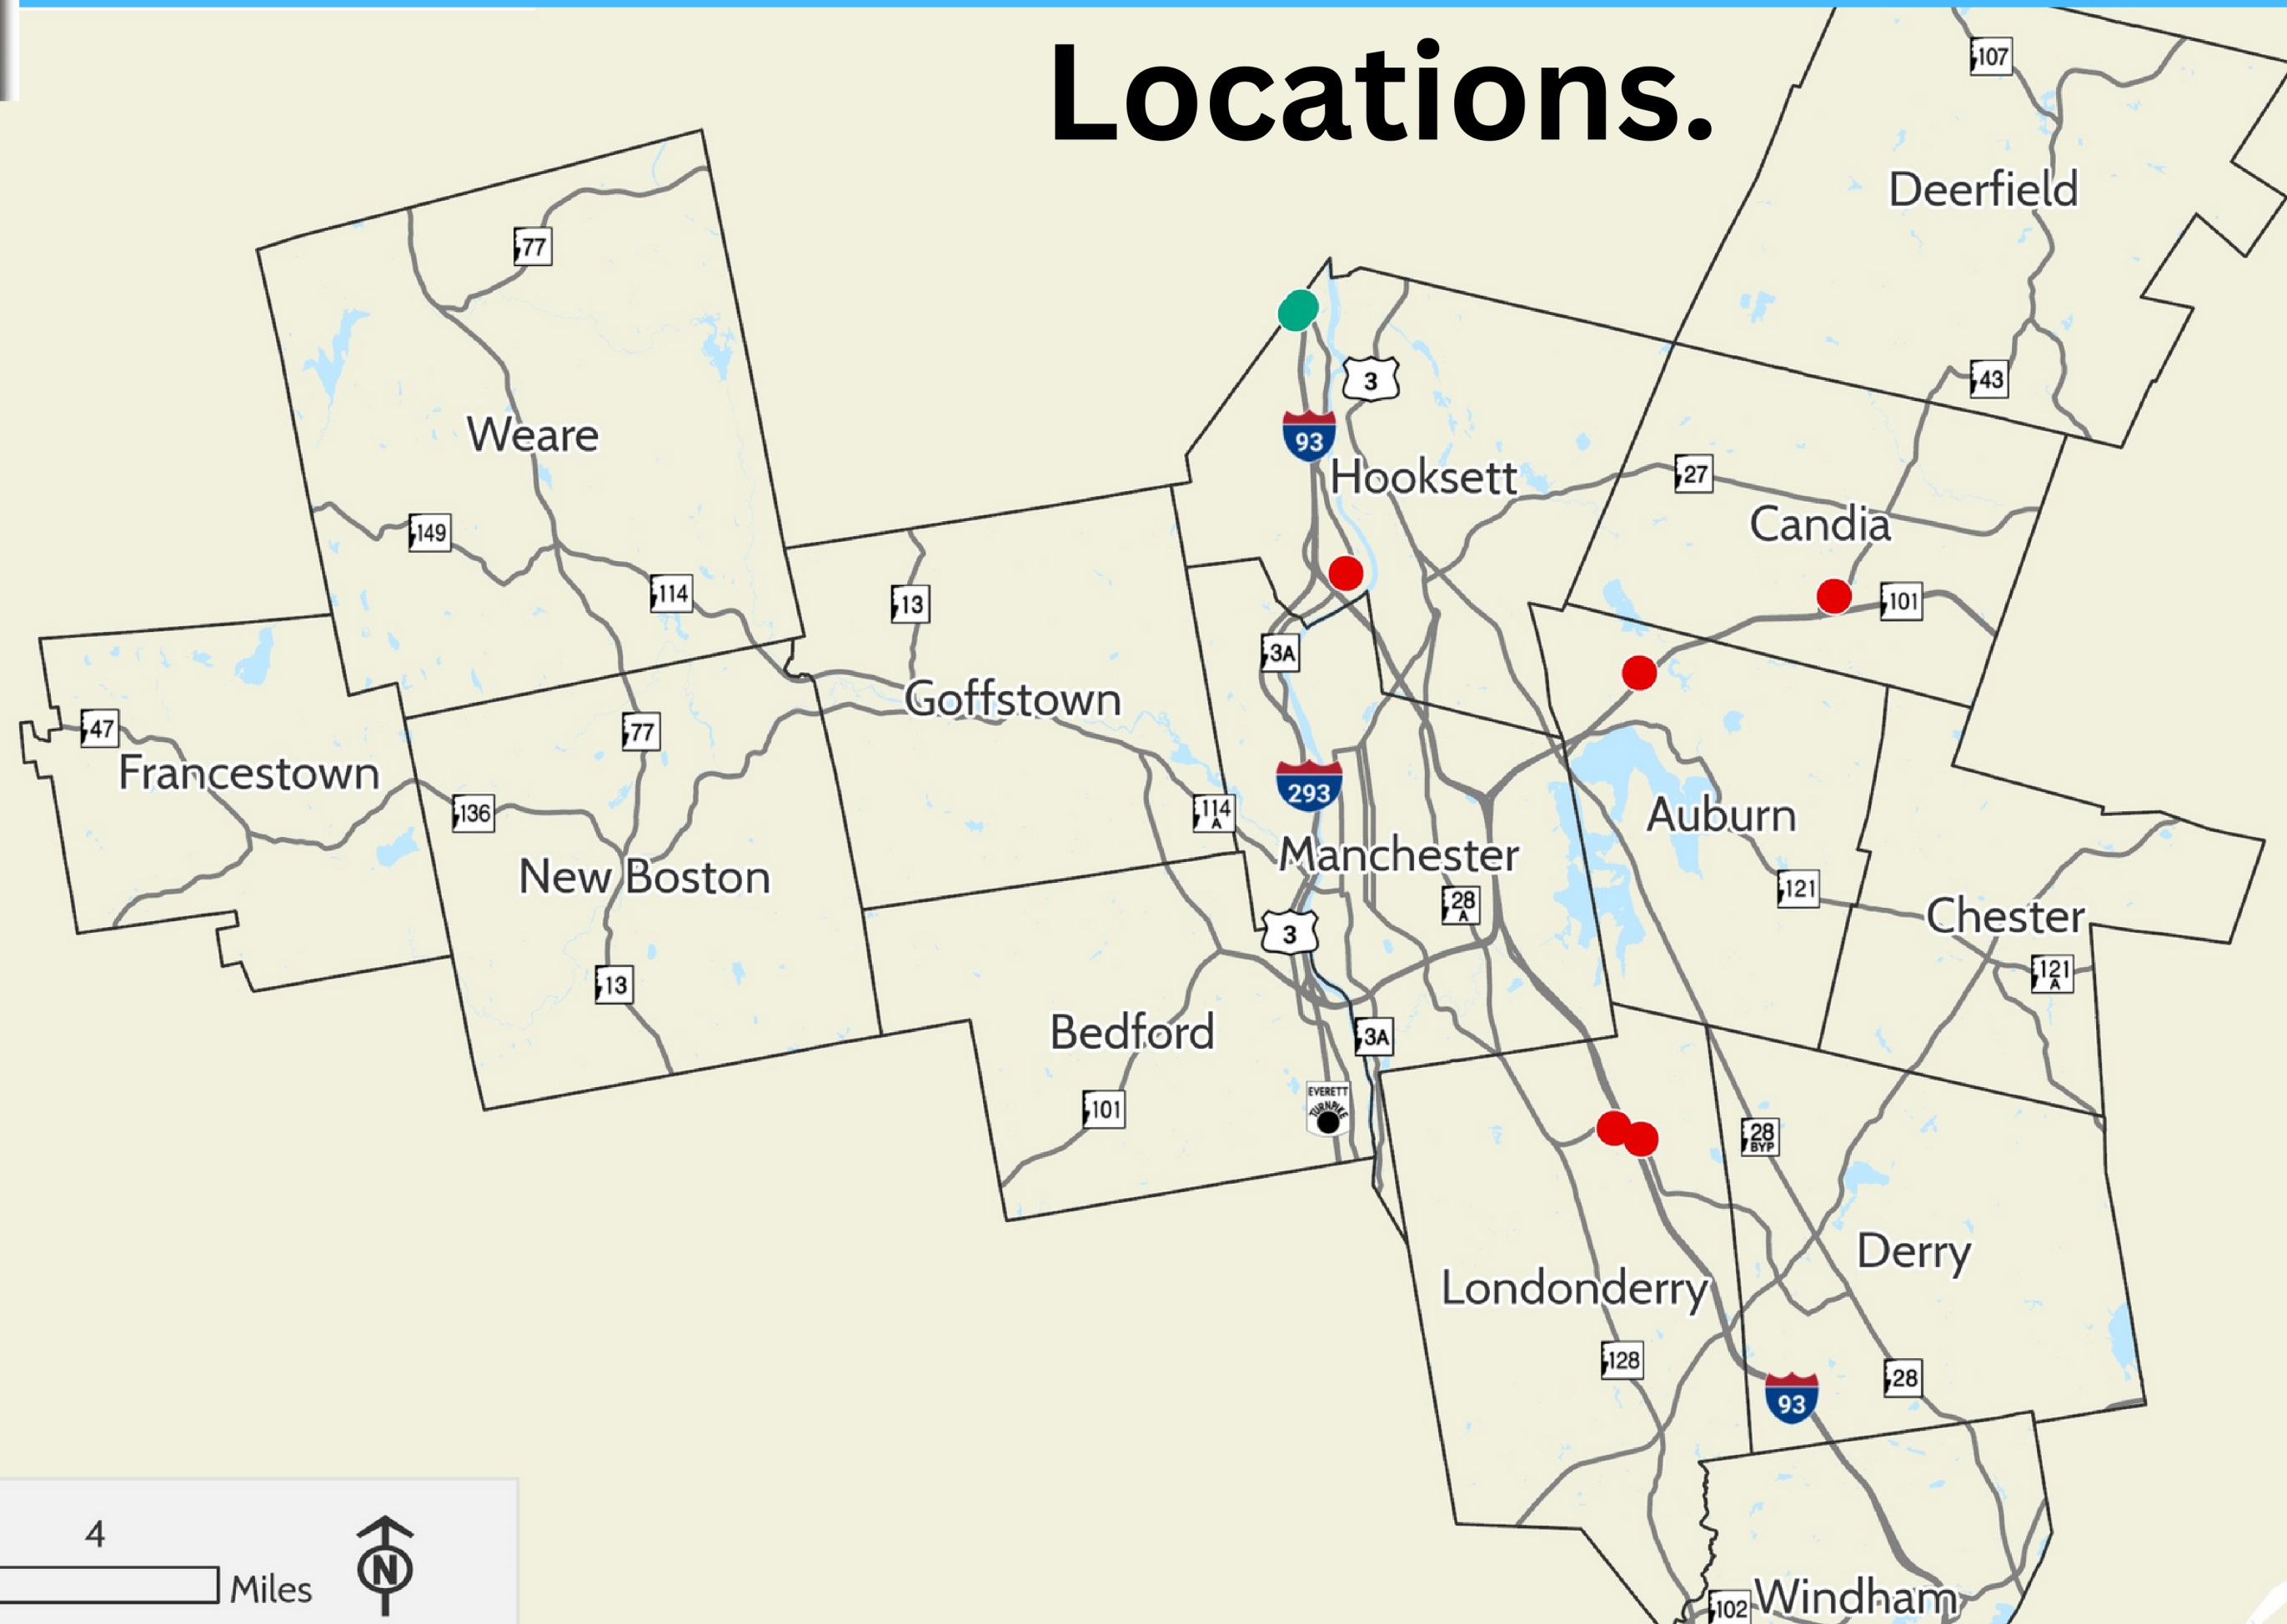 Locations.
107
Deerfield
77
3
43
93
Weare
Hooksett
27
Candia
149
114
13
101
3A
Goffstown
47
77
Francestown
293
136
114
A
Auburn
Manchester
New Boston
121
28
A
Chester
3
121
A
13
Bedford
3A
101
EVERETT
TURNPIKE
28
BYP
Derry
Londonderry
128
28
93
4
Miles
N
Windham
102